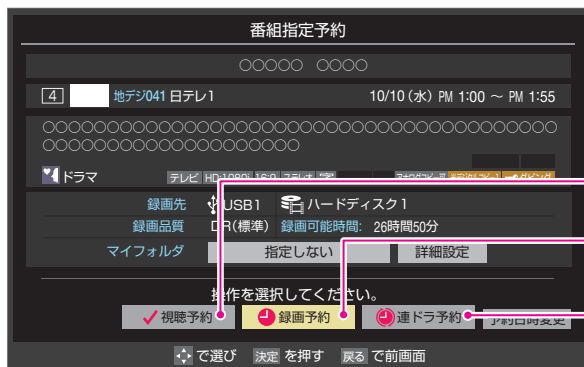 番組指定予約
○○○○○ ○○○○
4 地デジ041 日テレ1 10/10(水) PM 1:00 ~ PM 1:55
○○○○○○○○○○○○○○○○○○○○○○○○○○○○○○○○○○○○○○○○
○○○○○○○○○○○○○○○○○○○○
ドラマ テレビ HD:1080i 16:9 ステレオ 字
録画先 USB1 ハードディスク1
録画品質 DR(標準) 録画可能時間: 26時間50分
マイフォルダ 指定しない 詳細設定
操作を選択してください。
視聴予約 録画予約 連ドラ予約 予約日時変更
で選び 決定 を押す 戻る で前画面